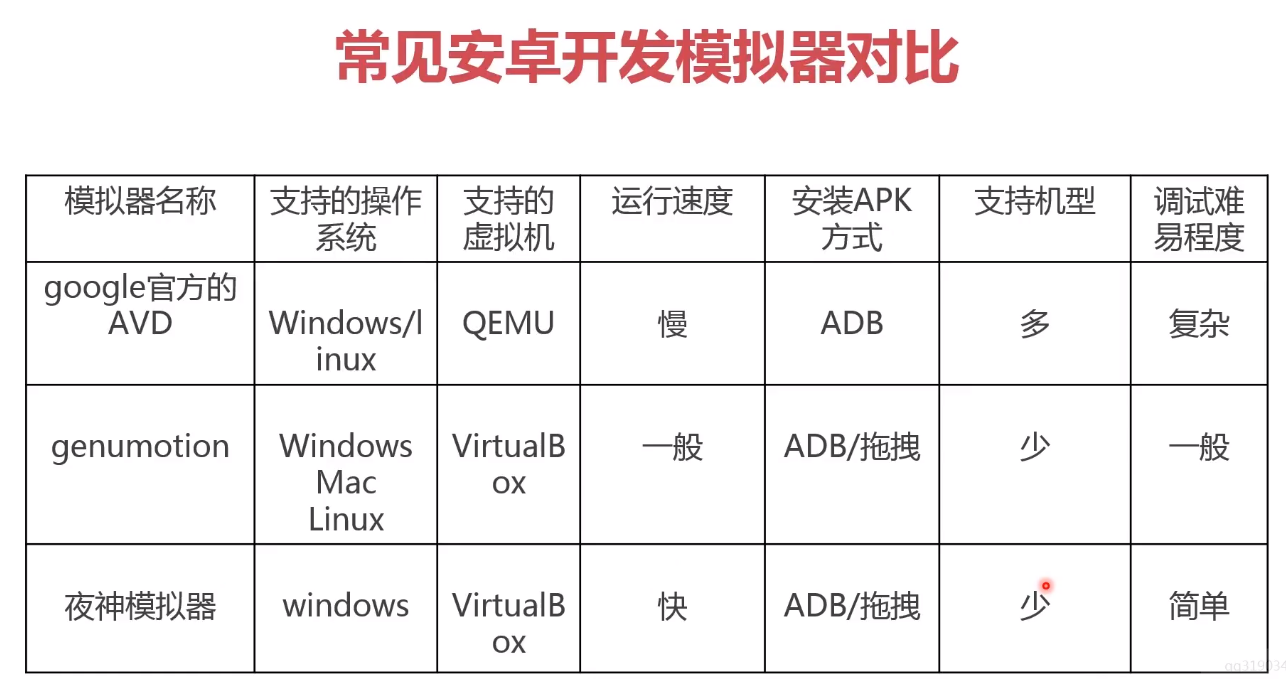 常见安卓开发模拟器对比
模拟器名称 支持的操作系统 支持的虚拟机 运行速度 安装APK方式 支持机型 调试难易程度
google官方的AVD Windows/linux QEMU 慢 ADB 多 复杂
genumotion Windows Mac Linux VirtualBox 一般 ADB/拖拽 少 一般
夜神模拟器 windows VirtualBox 快 ADB/拖拽 少 简单